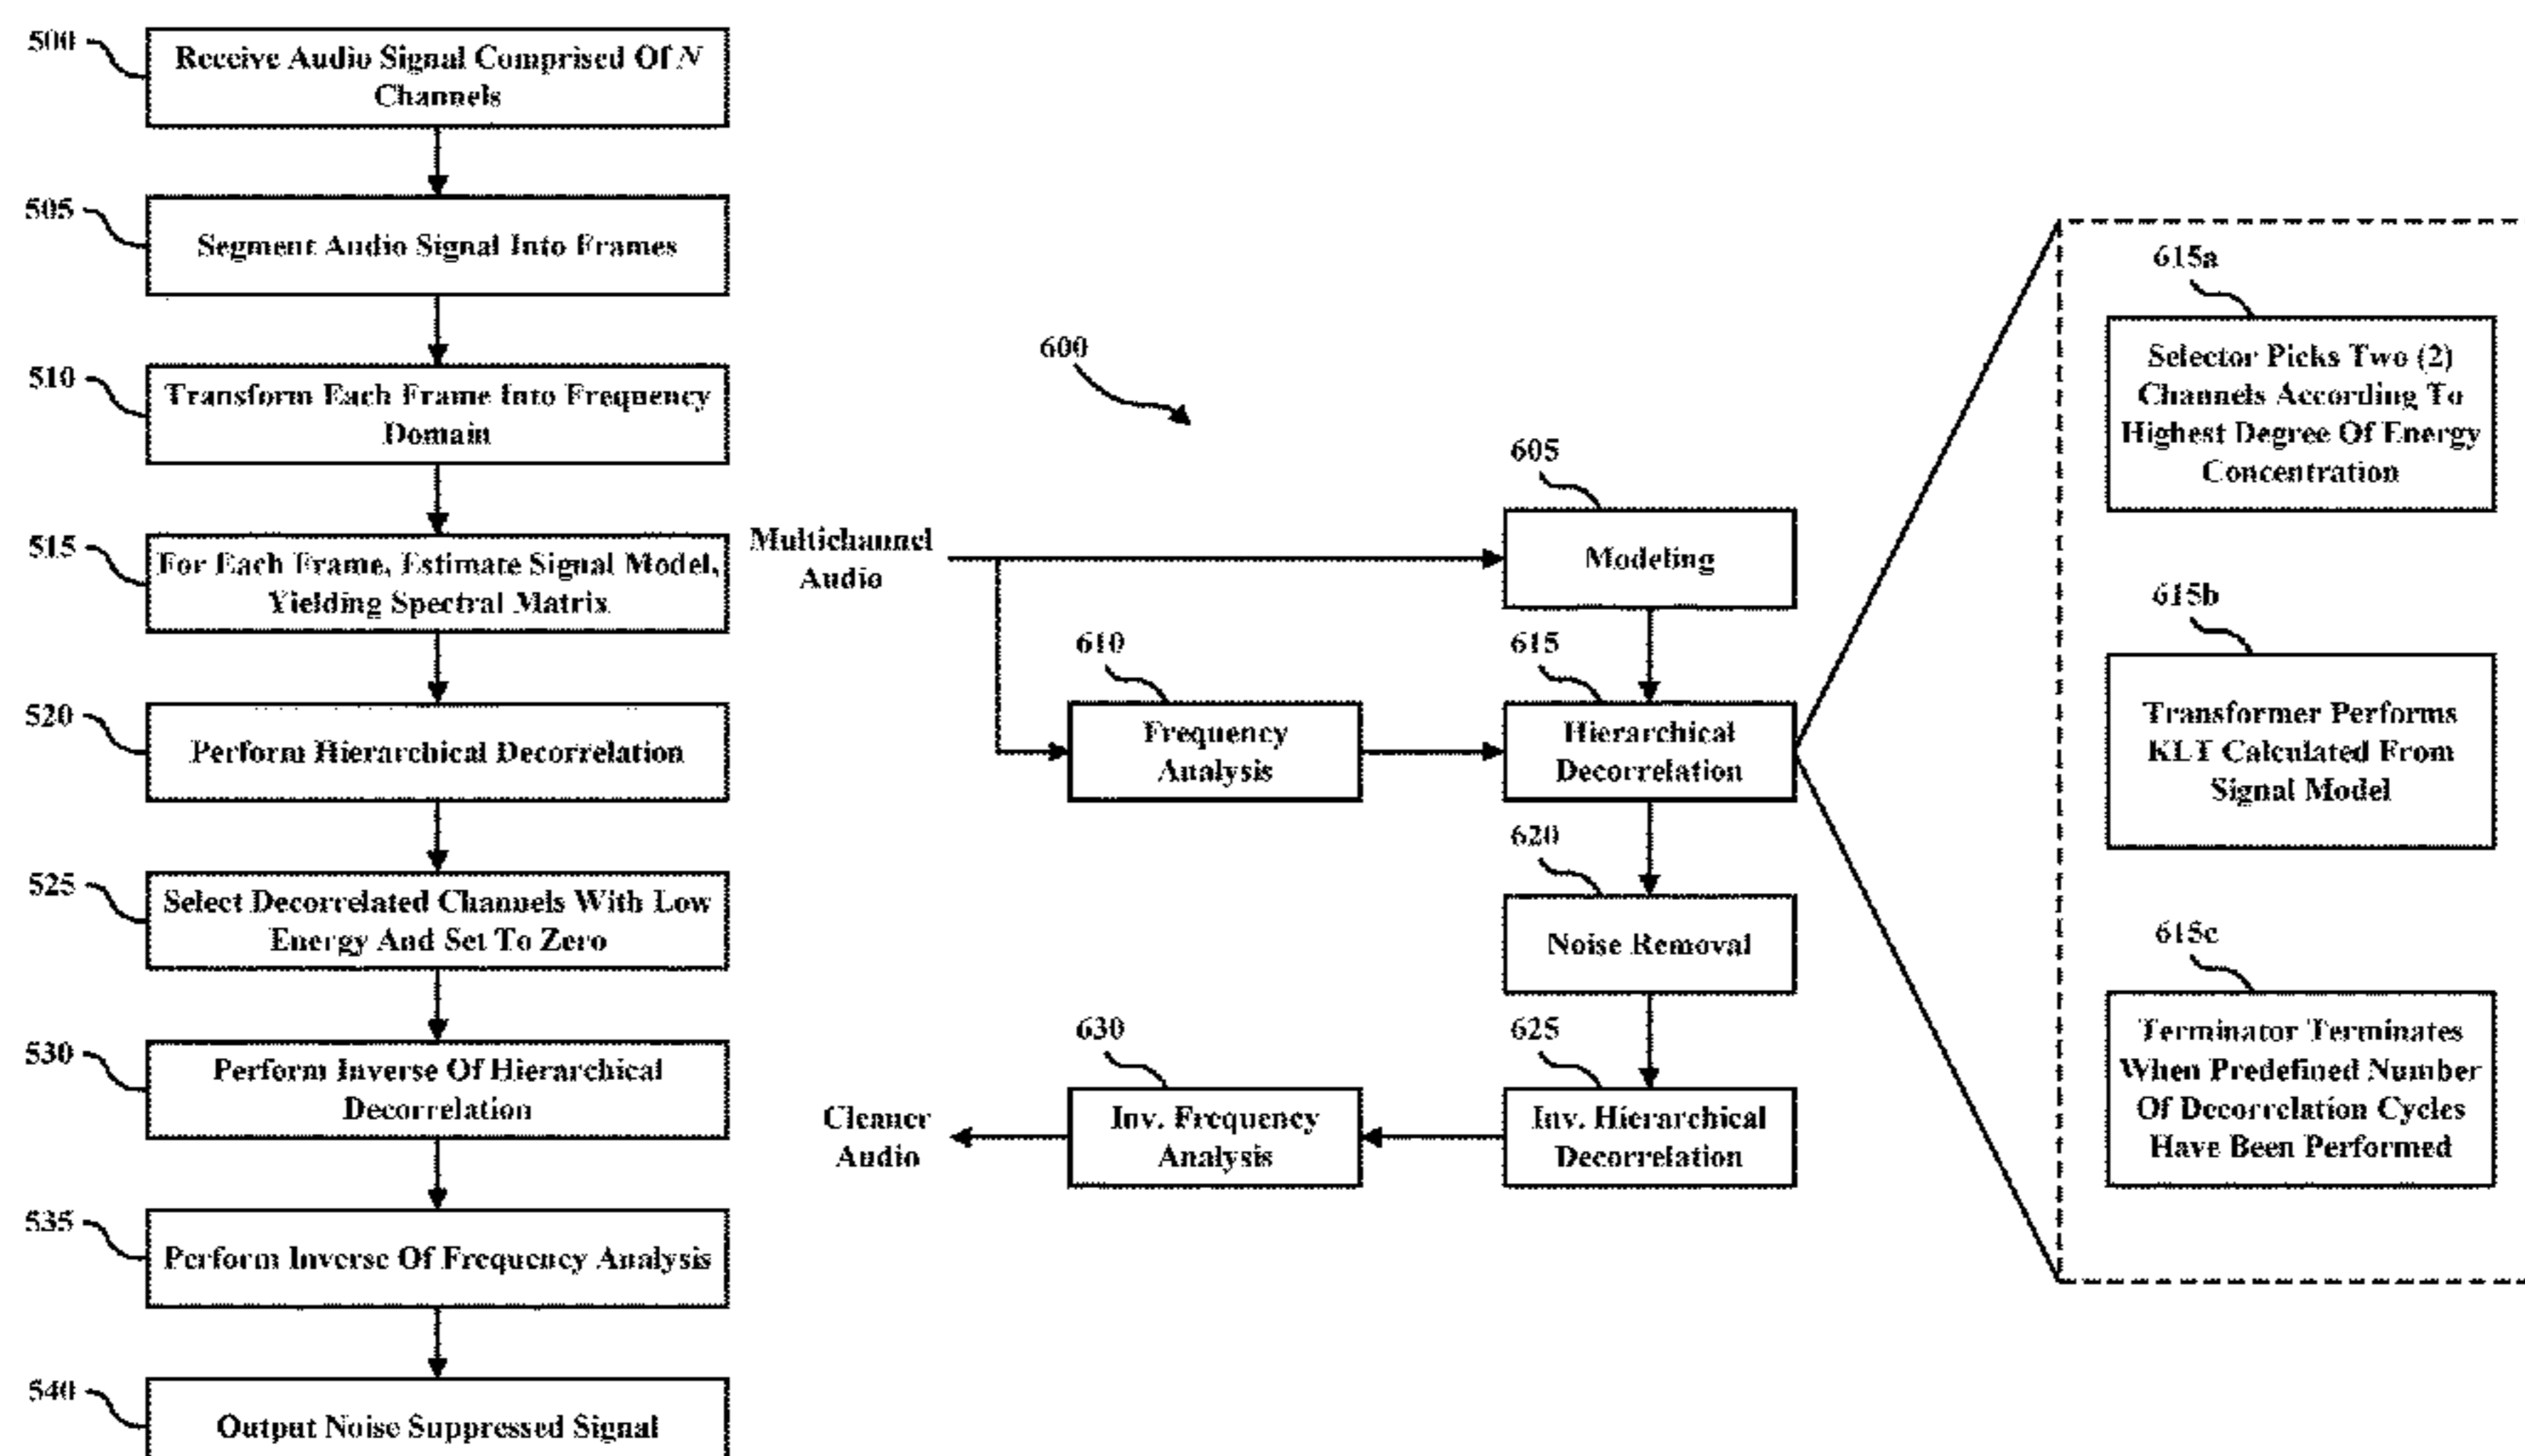 500
Receive Audio Signal Comprised Of N
Channels
505
Segment Audio Signal Into Frames
510
Transform Each Frame Into Frequency
Domain
515
For Each Frame, Estimate Signal Model,
Yielding Spectral Matrix
520
Perform Hierarchical Decorrelation
525
Select Decorrelated Channels With Low
Energy And Set To Zero
530
Perform Inverse Of Hierarchical
Decorrelation
535
Perform Inverse Of Frequency Analysis
540
Output Noise Suppressed Signal
600
Multichannel
Audio
605
Modeling
610
Frequency
Analysis
615
Hierarchical
Decorrelation
620
Noise Removal
625
Inv. Hierarchical
Decorrelation
630
Inv. Frequency
Analysis
Cleaner
Audio
615a
Selector Picks Two (2)
Channels According To
Highest Degree Of Energy
Concentration
615b
Transformer Performs
KLT Calculated From
Signal Model
615c
Terminator Terminates
When Predefined Number
Of Decorrelation Cycles
Have Been Performed